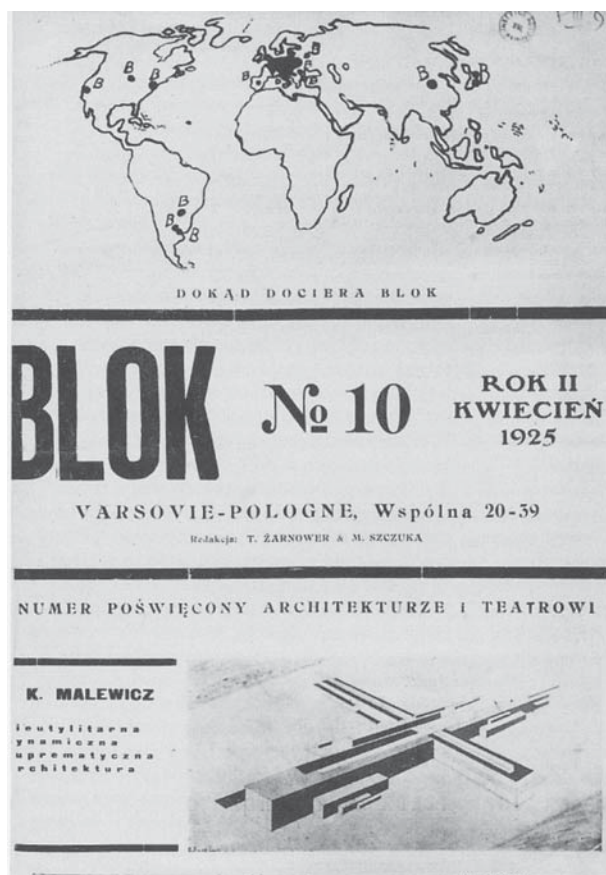 B
B
B
B
B
B
B
B
B
B
B
DOKĄD DOCIERA BLOK
BLOK
№ 10
ROK II
KWIECIEŃ
1925
VARSOVIE-POLOGNE, Wspólna 20-39
Redakcja: T. ŻARNOWER & M. SZCZUKA
NUMER POŚWIĘCONY ARCHITEKTURZE I TEATROWI
K. MALEWICZ
ieutylitarna
ynamiczna
uprematyczna
rchitektura